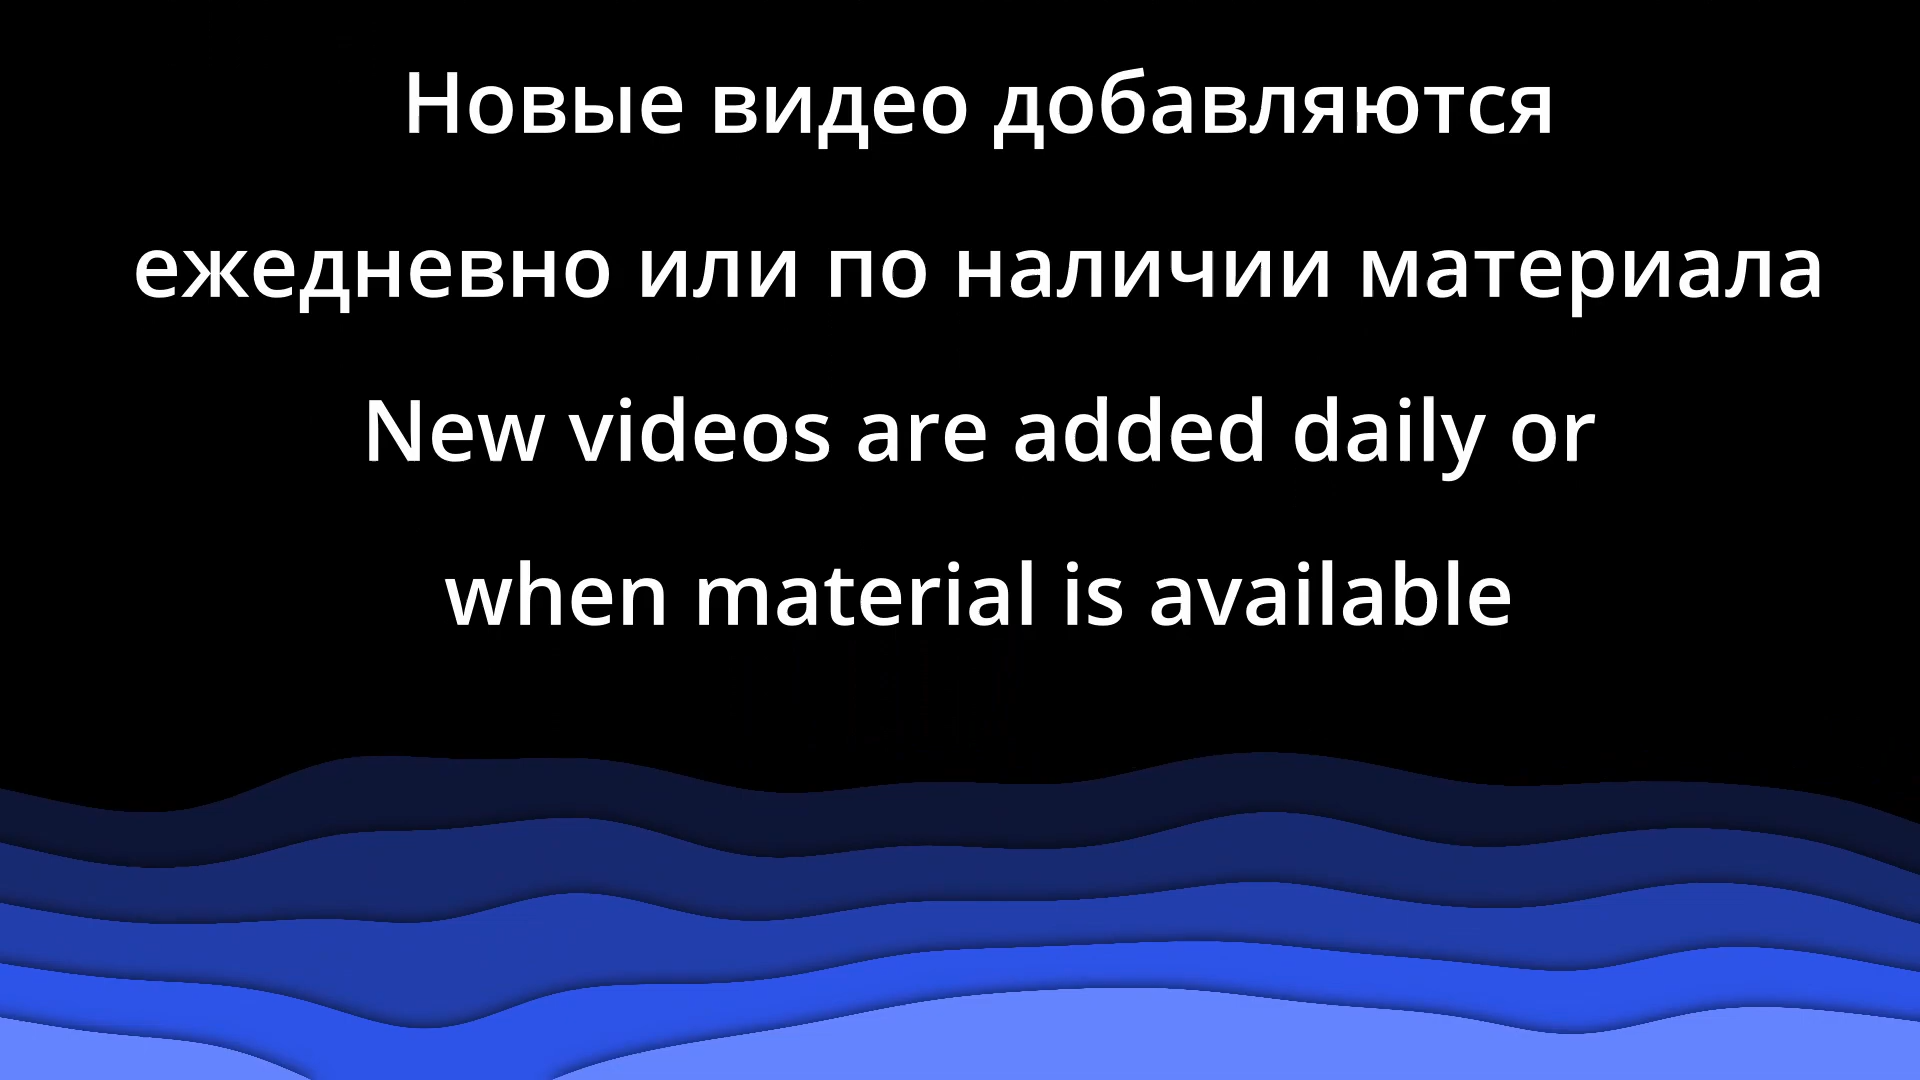 Новые видео добавляются
ежедневно или по наличии материала
New videos are added daily or
when material is available